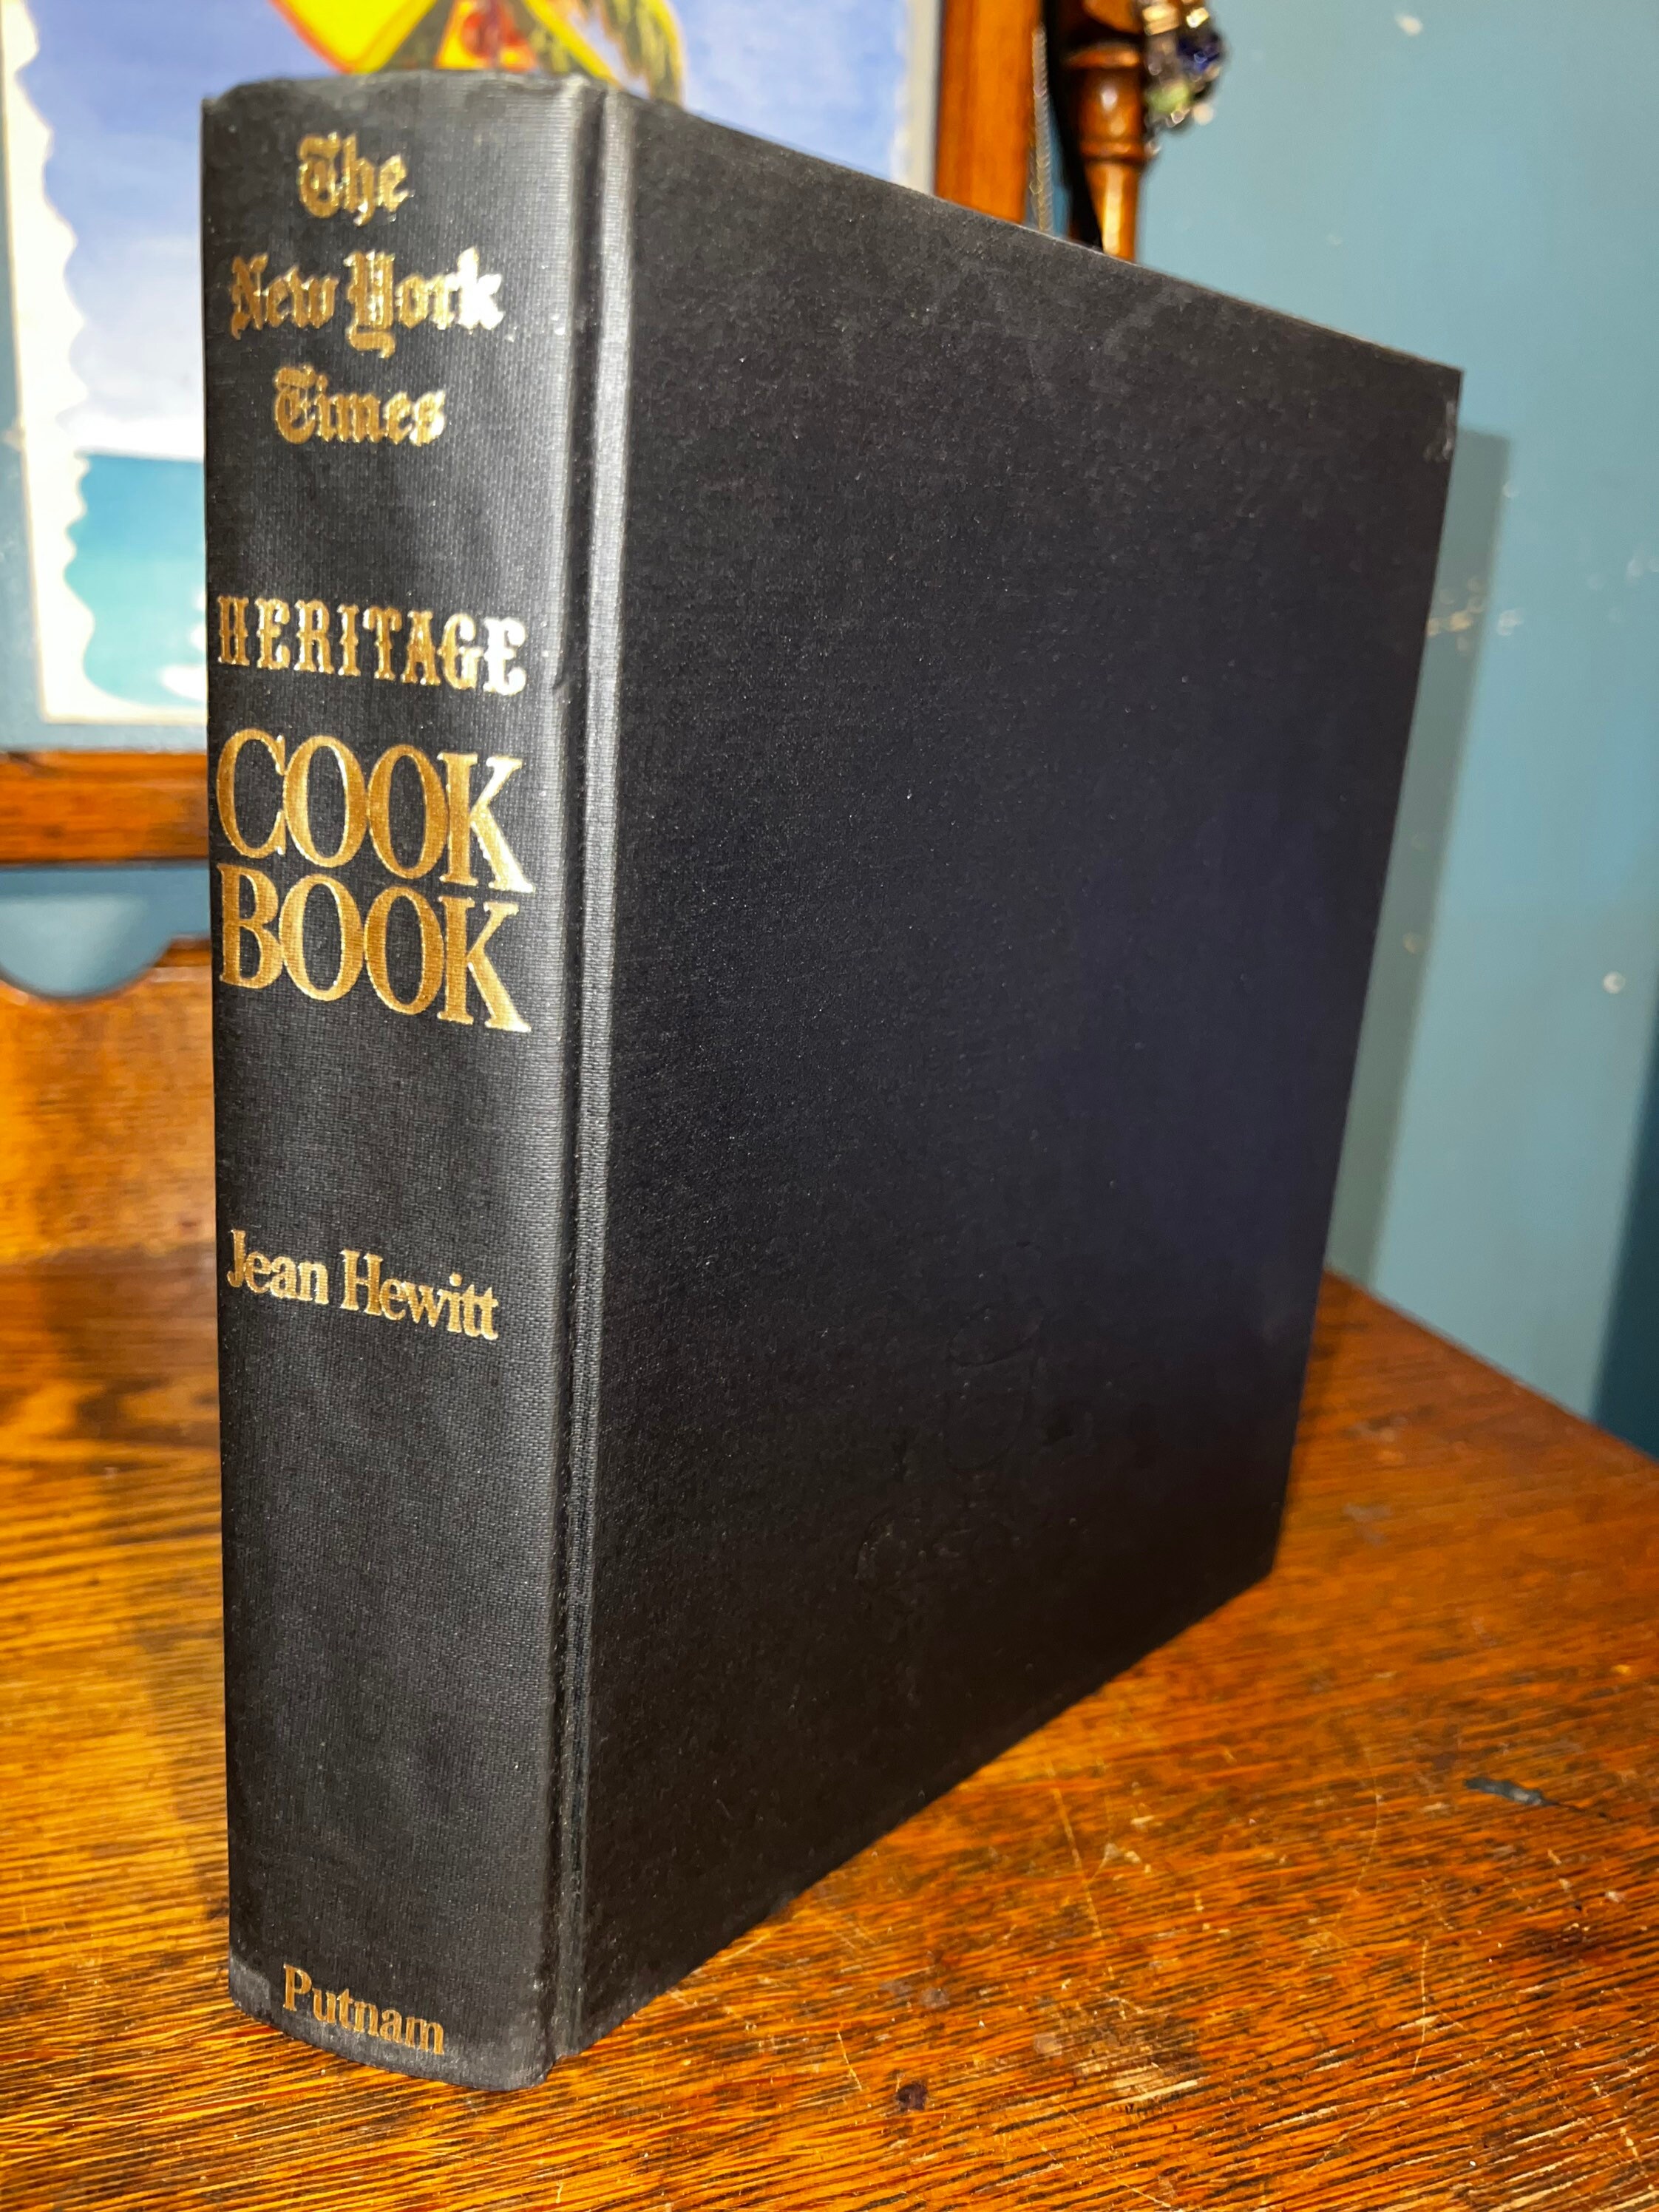 The
New York
Times
HERITAGE
COOK
BOOK
Jean Hewitt
Putnam